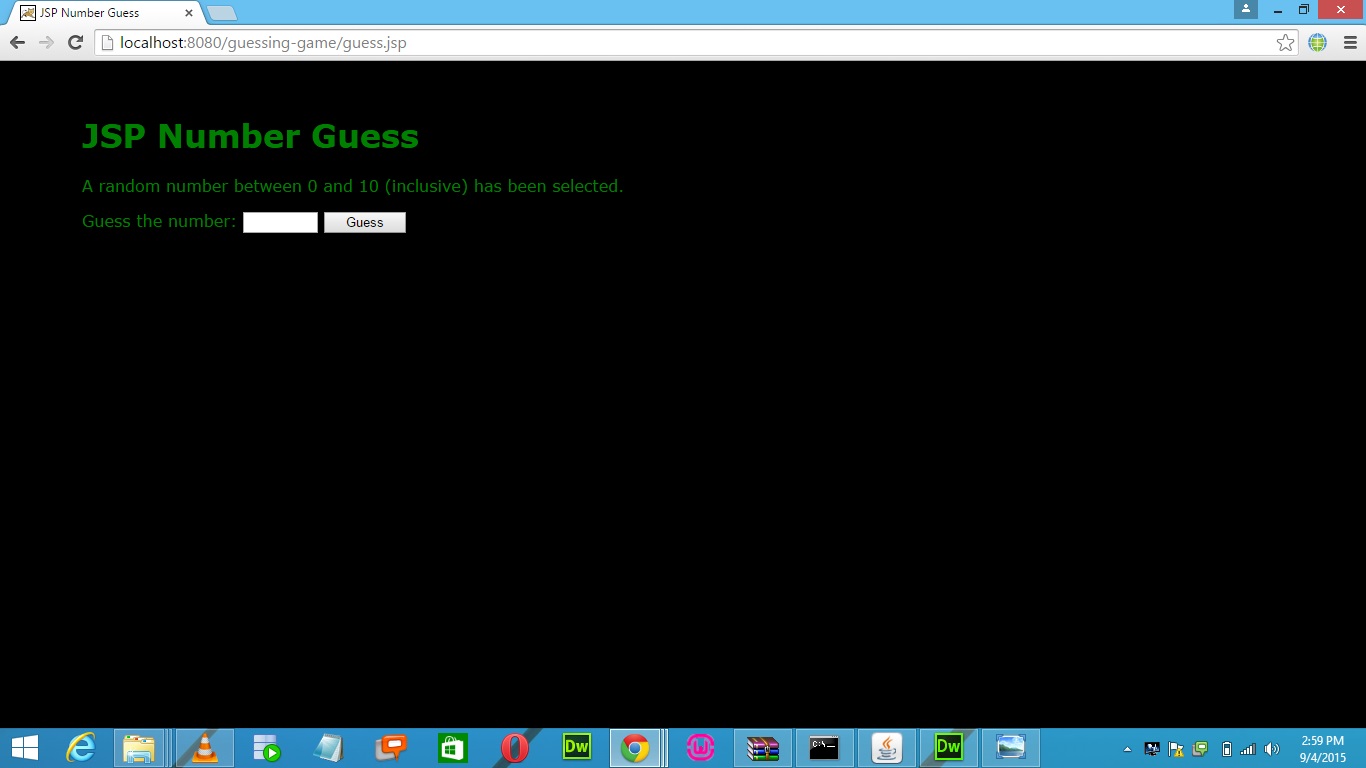 JSP Number Guess
localhost:8080/guessing-game/guess.jsp
JSP Number Guess
A random number between 0 and 10 (inclusive) has been selected.
Guess the number:
Guess
Dw
C:\
Dw
2:59 PM
9/4/2015